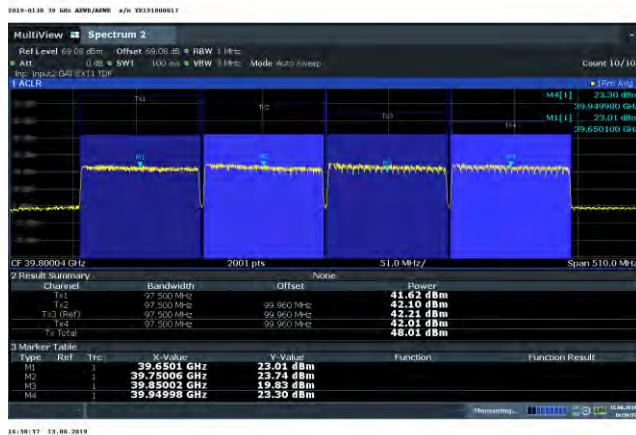 2019-0138 39 GHz AEWD/AEWE s/n YK191800017
MultiView Spectrum 2
Ref Level 69.08 dBm Offset 69.08 dB RBW 1 MHz
Att 0 dB SWT 100 ms VBW 3 MHz Mode Auto Sweep Count 10/10
1 ACLR 1Rm Avg
M4[1] 23.30 dBm
39.949980 GHz
M1[1] 23.01 dBm
39.650100 GHz
Tx1
Tx2
Tx3
Tx4
M1
M4
CF 39.80004 GHz 2001 pts 51.0 MHz/ Span 510.0 MHz
2 Result Summary None
Channel Bandwidth Offset Power
Tx1 97.500 MHz 41.62 dBm
Tx2 97.500 MHz 99.960 MHz 42.10 dBm
Tx3 (Ref) 97.500 MHz 99.960 MHz 42.21 dBm
Tx4 97.500 MHz 99.960 MHz 42.01 dBm
Tx Total 48.01 dBm
3 Marker Table
Type Ref Trc X-Value Y-Value Function Function Result
M1 1 39.6501 GHz 23.01 dBm
M2 1 39.75006 GHz 23.74 dBm
M3 1 39.85002 GHz 19.83 dBm
M4 1 39.94998 GHz 23.30 dBm
Measuring...
16:58:57 13.08.2019